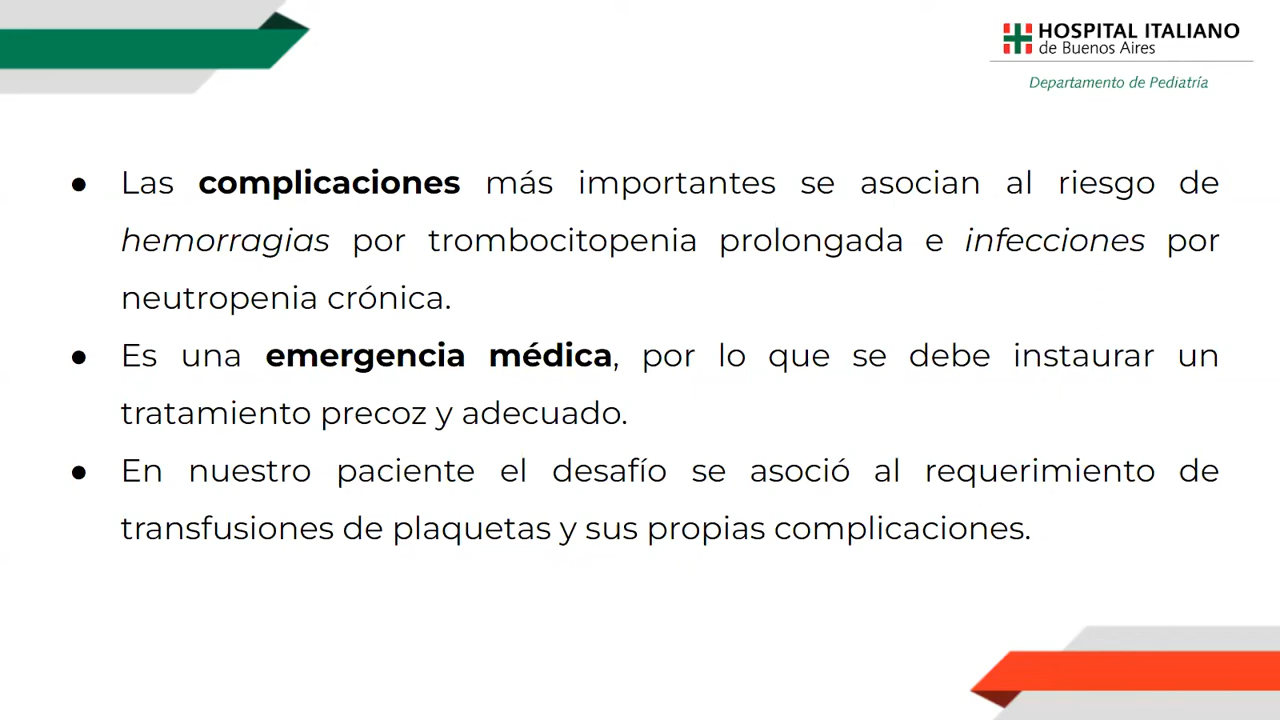 HOSPITAL ITALIANO
de Buenos Aires
Departamento de Pediatría
● Las complicaciones más importantes se asocian al riesgo de
hemorragias por trombocitopenia prolongada e infecciones por
neutropenia crónica.
● Es una emergencia médica, por lo que se debe instaurar un
tratamiento precoz y adecuado.
● En nuestro paciente el desafío se asoció al requerimiento de
transfusiones de plaquetas y sus propias complicaciones.